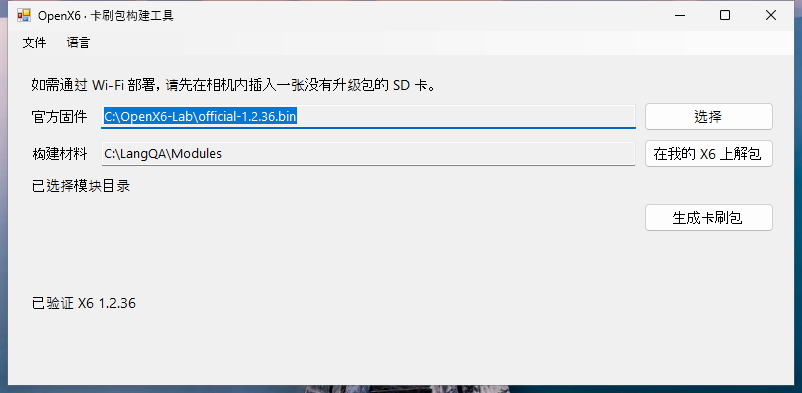 OpenX6 · 卡刷包构建工具
文件 语言
如需通过 Wi-Fi 部署，请先在相机内插入一张没有升级包的 SD 卡。
官方固件 C:\OpenX6-Lab\official-1.2.36.bin 选择
构建材料 C:\LangQA\Modules 在我的 X6 上解包
已选择模块目录
生成卡刷包
已验证 X6 1.2.36